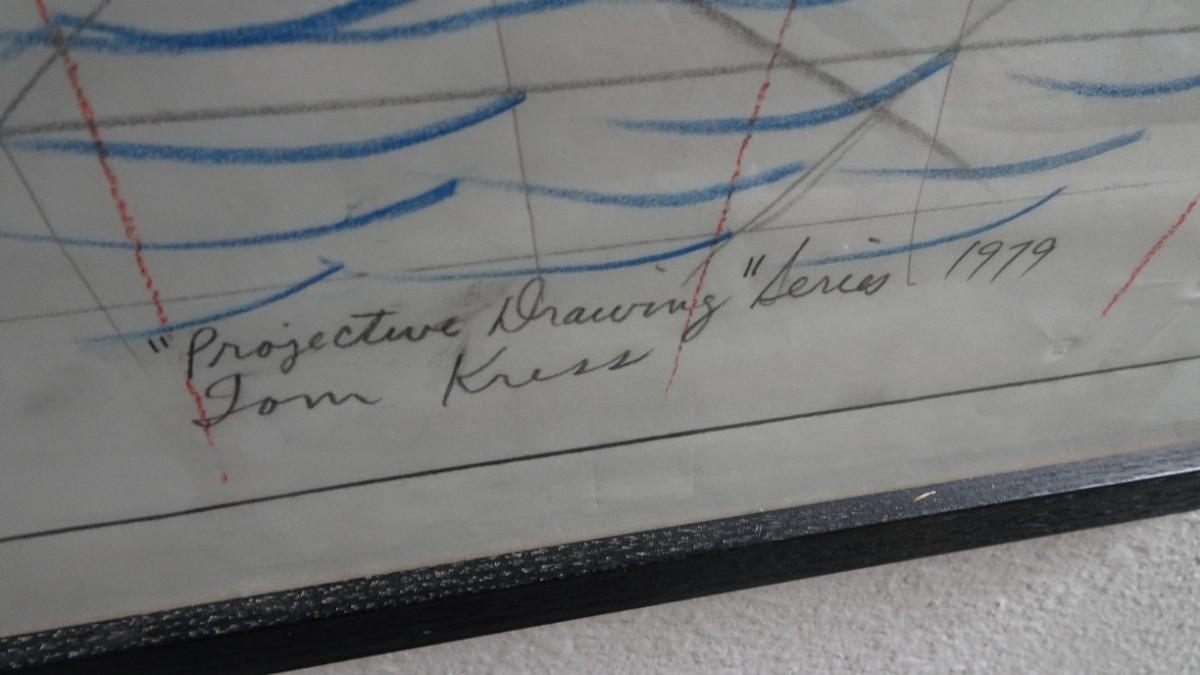 "Projective Drawing" Series 1979
Tom Kress